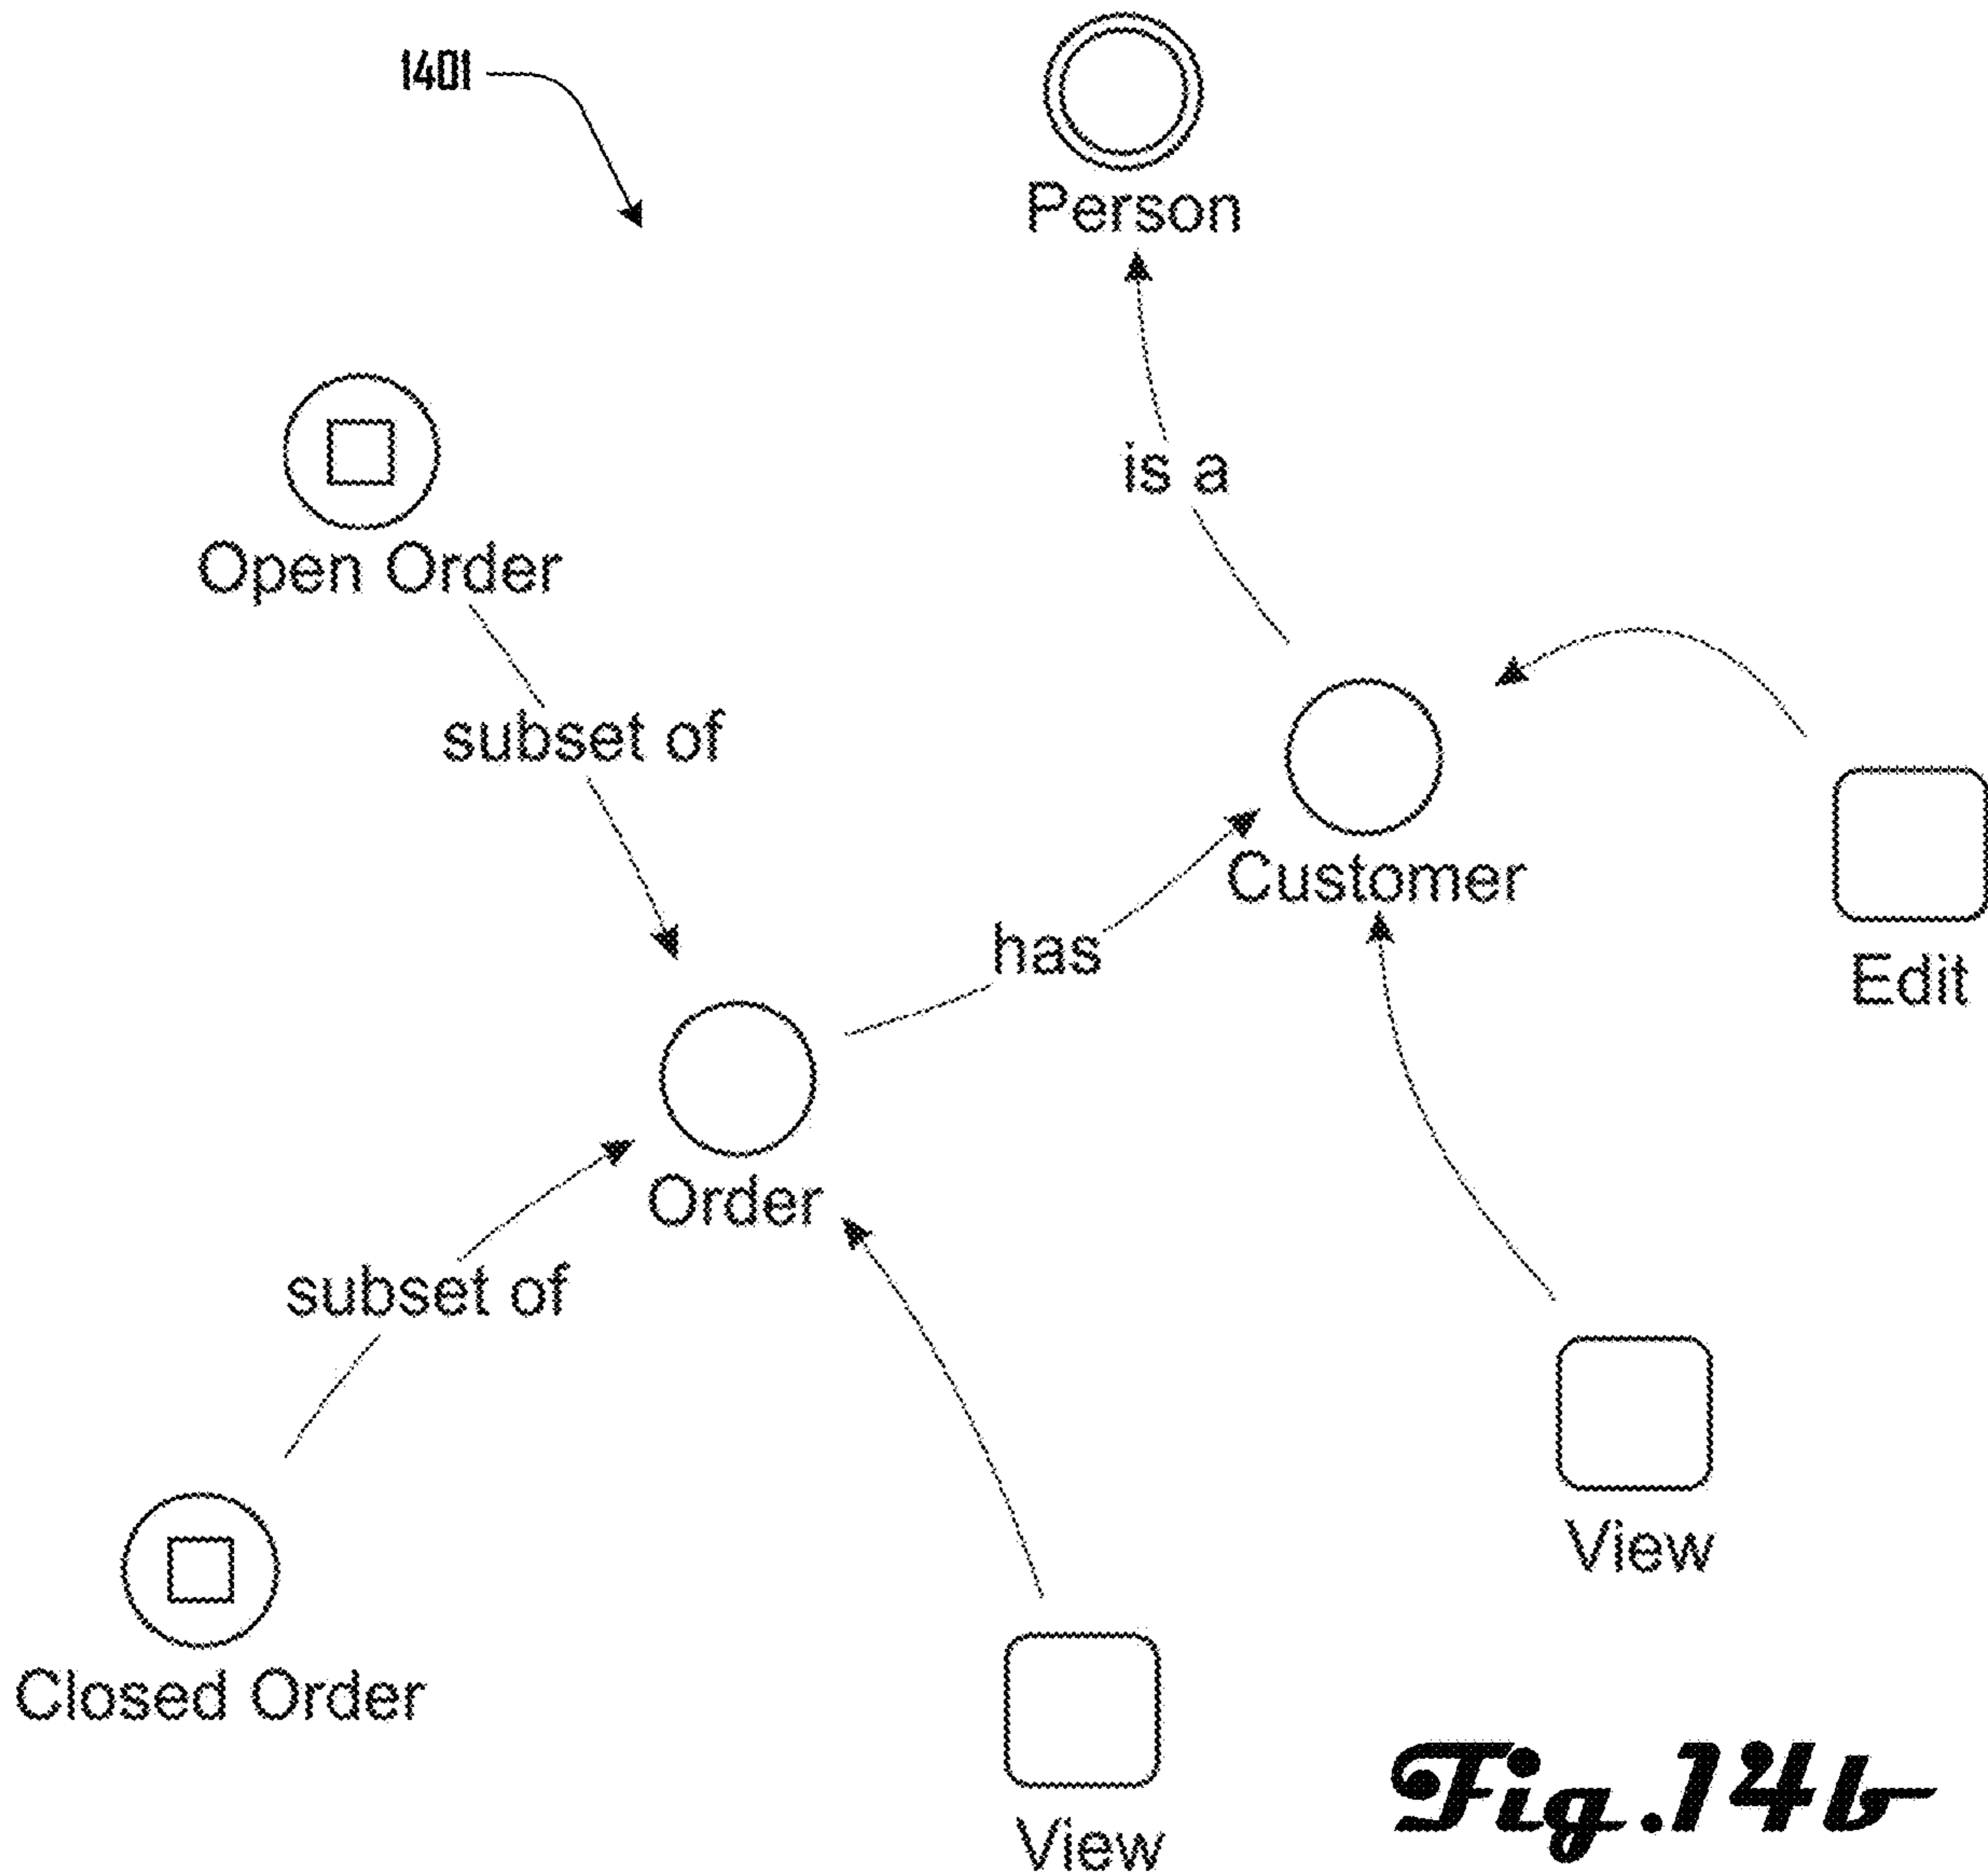 1401
Person
is a
Open Order
subset of
Customer
has
Edit
Order
subset of
View
Closed Order
View
Fig.14b